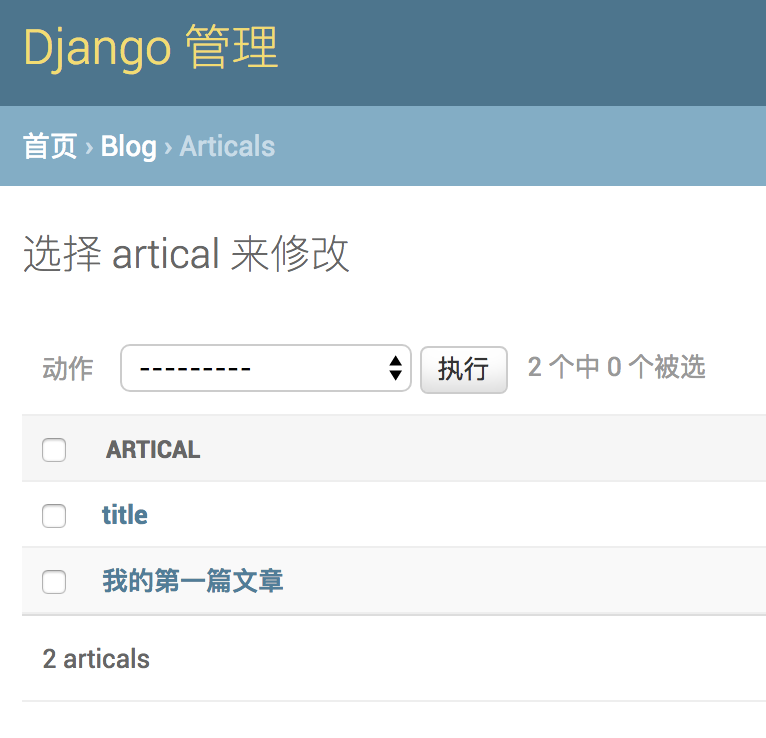 Django 管理
首页 › Blog › Articals
选择 artical 来修改
动作 --------- 执行 2 个中 0 个被选
ARTICAL
title
我的第一篇文章
2 articals